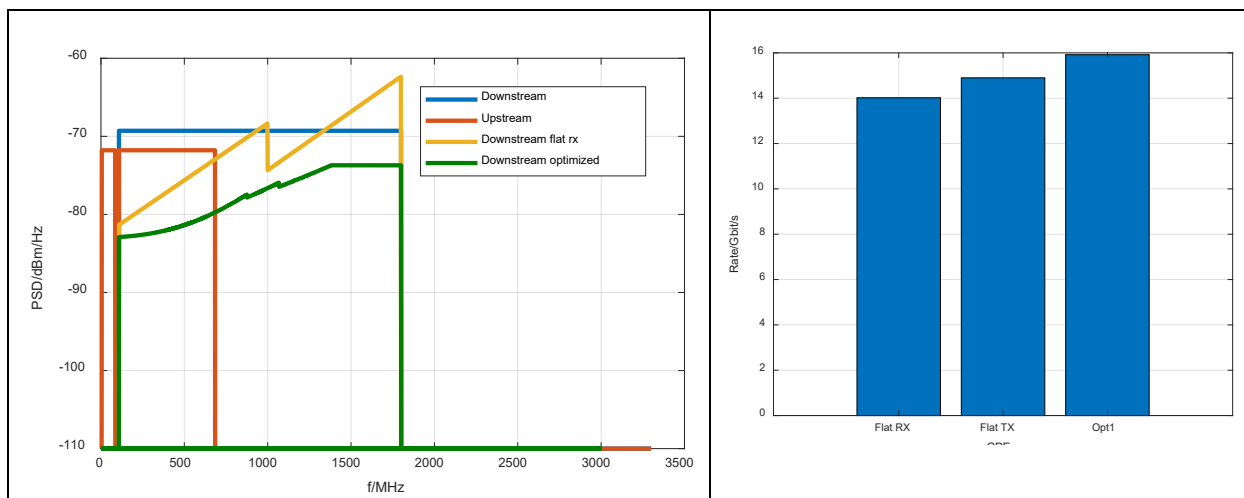 -60
-70
-80
-90
-100
-110
PSD/dBm/Hz
Downstream
Upstream
Downstream flat rx
Downstream optimized
0 500 1000 1500 2000 2500 3000 3500
f/MHz
16
14
12
10
8
6
4
2
0
Rate/Gbit/s
Flat RX Flat TX Opt1